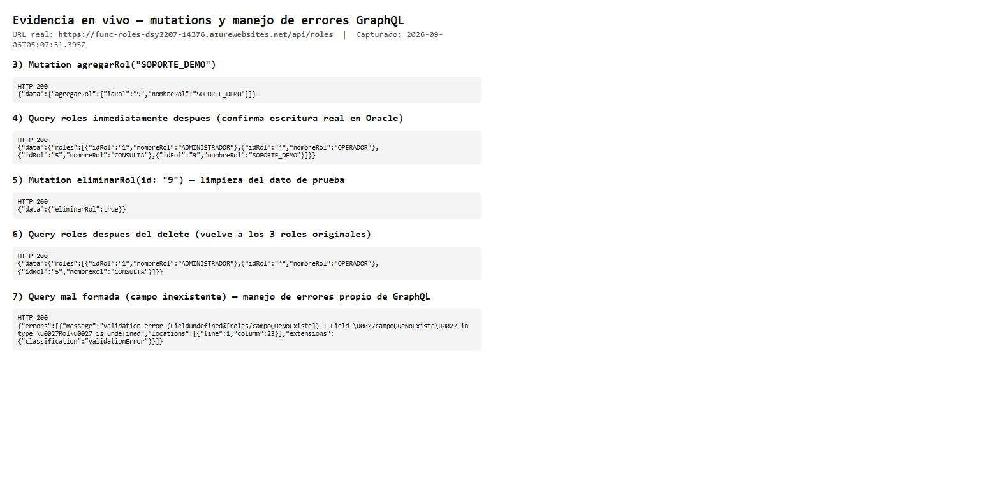 Evidencia en vivo — mutations y manejo de errores GraphQL
URL real: https://func-roles-dsy2207-14376.azurewebsites.net/api/roles | Capturado: 2026-09-
06T05:07:31.395Z
3) Mutation agregarRol("SOPORTE_DEMO")
HTTP 200
{"data":{"agregarRol":{"idRol":"9","nombreRol":"SOPORTE_DEMO"}}}
4) Query roles inmediatamente despues (confirma escritura real en Oracle)
HTTP 200
{"data":{"roles":[{"idRol":"1","nombreRol":"ADMINISTRADOR"},{"idRol":"4","nombreRol":"OPERADOR"},
{"idRol":"5","nombreRol":"CONSULTA"},{"idRol":"9","nombreRol":"SOPORTE_DEMO"}]}}
5) Mutation eliminarRol(id: "9") — limpieza del dato de prueba
HTTP 200
{"data":{"eliminarRol":true}}
6) Query roles despues del delete (vuelve a los 3 roles originales)
HTTP 200
{"data":{"roles":[{"idRol":"1","nombreRol":"ADMINISTRADOR"},{"idRol":"4","nombreRol":"OPERADOR"},
{"idRol":"5","nombreRol":"CONSULTA"}]}}
7) Query mal formada (campo inexistente) — manejo de errores propio de GraphQL
HTTP 200
{"errors":[{"message":"Validation error (FieldUndefined@[roles/campoQueNoExiste]) : Field \u0027campoQueNoExiste\u0027 in
type \u0027Rol\u0027 is undefined","locations":[{"line":1,"column":23}],"extensions":
{"classification":"ValidationError"}}]}